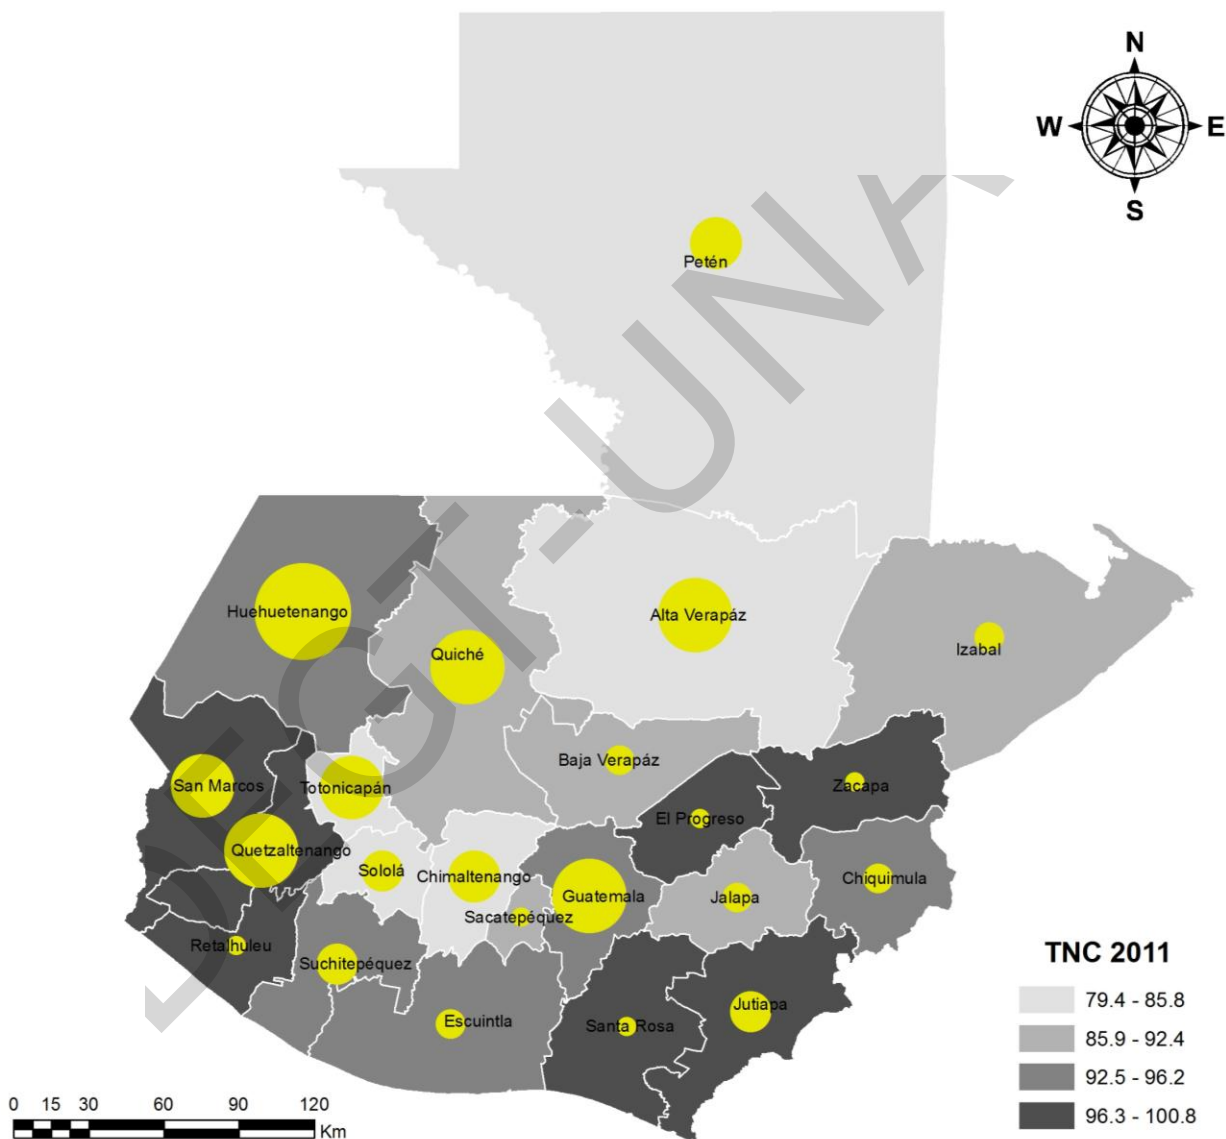 N
W E
S
Petén
Huehuetenango
Alta Verapáz
Quiché
Izabal
Baja Verapáz
San Marcos
Totonicapán
Zacapa
El Progreso
Quetzaltenango
Sololá
Chimaltenango
Guatemala
Jalapa
Chiquimula
Sacatepéquez
Retalhuleu
Suchitepéquez
Escuintla
Santa Rosa
Jutiapa
TNC 2011
79.4 - 85.8
85.9 - 92.4
92.5 - 96.2
96.3 - 100.8
0 15 30 60 90 120
Km
DEGT-UNA